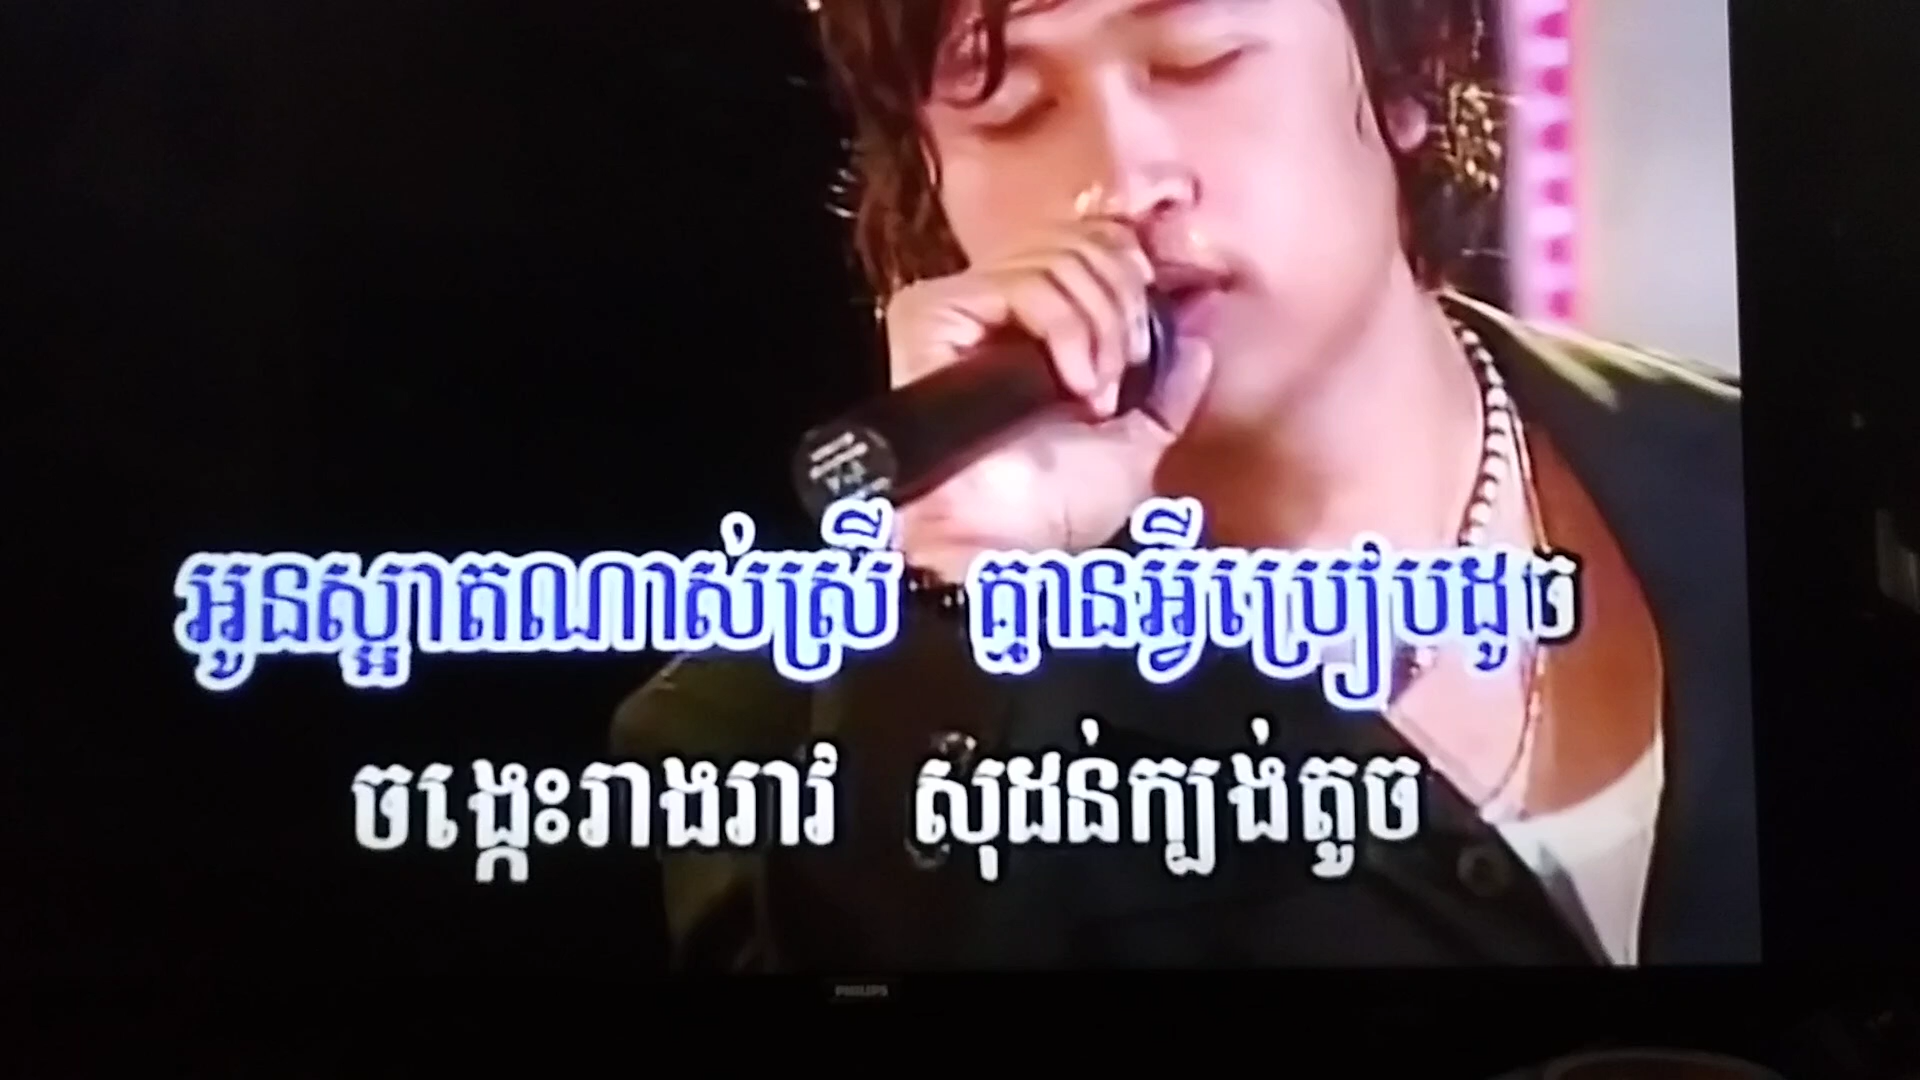 អូនស្អាតណាស់ស្រី គ្មានអ្វីប្រៀបដូច
ចង្កេះរាងរាវ សុដន់ក្បង់តូច
PHILIPS